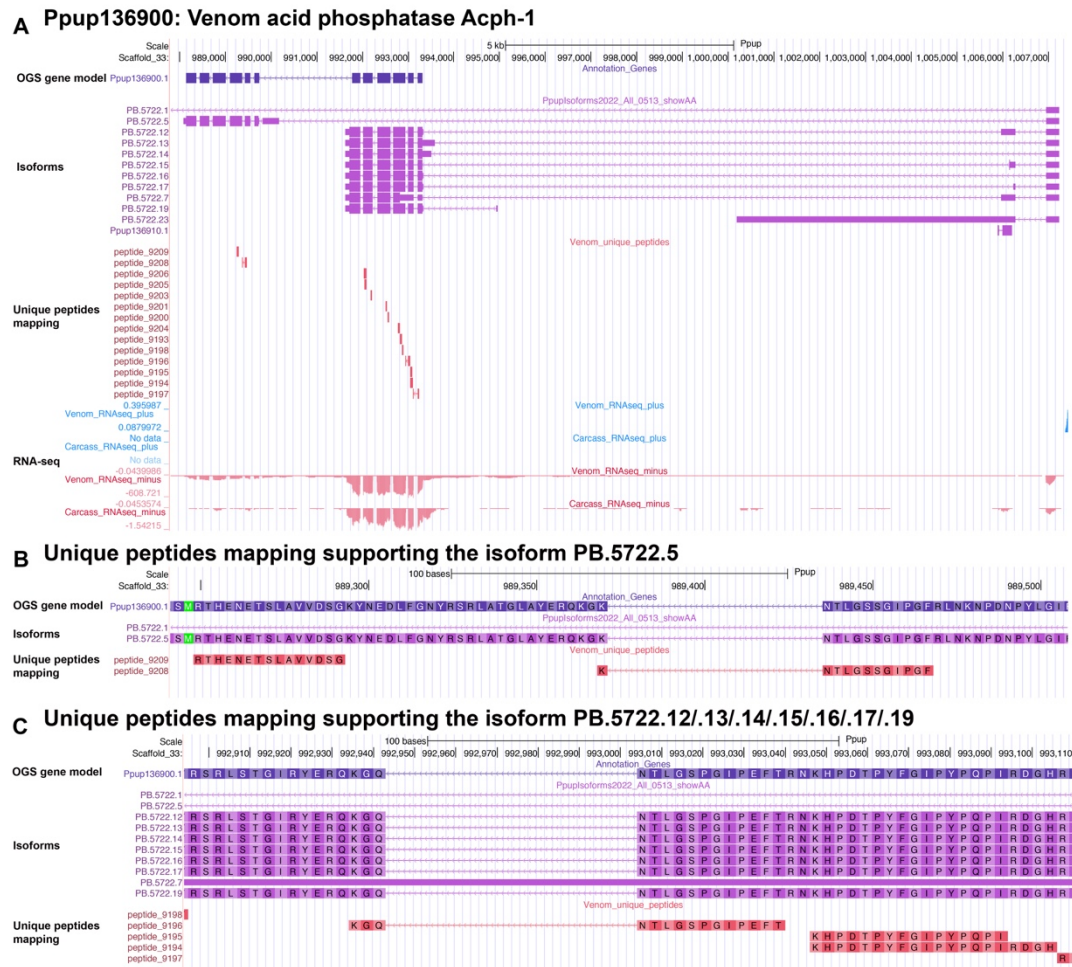 A Ppup136900: Venom acid phosphatase Acph-1
Scale 5 kb Ppup
Scaffold_33: 989,000 990,000 991,000 992,000 993,000 994,000 995,000 996,000 997,000 998,000 999,000 1,000,000 1,001,000 1,002,000 1,003,000 1,004,000 1,005,000 1,006,000 1,007,000
Annotation_Genes
OGS gene model Ppup136900.1
PpupIsoforms2022_All_0513_showAA
PB.5722.1
PB.5722.5
PB.5722.12
PB.5722.13
PB.5722.14
Isoforms PB.5722.15
PB.5722.16
PB.5722.17
PB.5722.7
PB.5722.19
PB.5722.23
Ppup136910.1
Venom_unique_peptides
peptide_9209
peptide_9208
peptide_9206
peptide_9205
peptide_9203
Unique peptides mapping peptide_9201
peptide_9200
peptide_9204
peptide_9193
peptide_9198
peptide_9196
peptide_9195
peptide_9194
peptide_9197
0.395987 Venom_RNAseq_plus
Venom_RNAseq_plus
0.0879972
No data Carcass_RNAseq_plus
Carcass_RNAseq_plus
RNA-seq No data
-0.0439986 Venom_RNAseq_minus
Venom_RNAseq_minus
-608.721
-0.0453574 Carcass_RNAseq_minus
Carcass_RNAseq_minus
-1.54215
B Unique peptides mapping supporting the isoform PB.5722.5
Scale 100 bases Ppup
Scaffold_33: 989,300 989,350 989,400 989,450 989,500
Annotation_Genes
OGS gene model Ppup136900.1 S M R T H E N E T S L A V V D S G K Y N E D L F G N Y R S R L A T G L A Y E R Q K G K N T L G S S G I P G F R L N K N P D N P Y L G I
PpupIsoforms2022_All_0513_showAA
PB.5722.1
Isoforms PB.5722.5 S M R T H E N E T S L A V V D S G K Y N E D L F G N Y R S R L A T G L A Y E R Q K G K N T L G S S G I P G F R L N K N P D N P Y L G I
Venom_unique_peptides
Unique peptides mapping peptide_9209 R T H E N E T S L A V V D S G
peptide_9208 K N T L G S S G I P G F
C Unique peptides mapping supporting the isoform PB.5722.12/.13/.14/.15/.16/.17/.19
Scale 100 bases Ppup
Scaffold_33: 992,910 992,920 992,930 992,940 992,950 992,960 992,970 992,980 992,990 993,000 993,010 993,020 993,030 993,040 993,050 993,060 993,070 993,080 993,090 993,100 993,110
Annotation_Genes
OGS gene model Ppup136900.1 R S R L S T G I R Y E R Q K G Q N T L G S P G I P E F T R N K H P D T P Y F G I P Y P Q P I R D G H R
PpupIsoforms2022_All_0513_showAA
PB.5722.1
PB.5722.5
PB.5722.12 R S R L S T G I R Y E R Q K G Q N T L G S P G I P E F T R N K H P D T P Y F G I P Y P Q P I R D G H R
PB.5722.13 R S R L S T G I R Y E R Q K G Q N T L G S P G I P E F T R N K H P D T P Y F G I P Y P Q P I R D G H R
PB.5722.14 R S R L S T G I R Y E R Q K G Q N T L G S P G I P E F T R N K H P D T P Y F G I P Y P Q P I R D G H R
Isoforms PB.5722.15 R S R L S T G I R Y E R Q K G Q N T L G S P G I P E F T R N K H P D T P Y F G I P Y P Q P I R D G H R
PB.5722.16 R S R L S T G I R Y E R Q K G Q N T L G S P G I P E F T R N K H P D T P Y F G I P Y P Q P I R D G H R
PB.5722.17 R S R L S T G I R Y E R Q K G Q N T L G S P G I P E F T R N K H P D T P Y F G I P Y P Q P I R D G H R
PB.5722.7
PB.5722.19 R S R L S T G I R Y E R Q K G Q N T L G S P G I P E F T R N K H P D T P Y F G I P Y P Q P I R D G H R
Venom_unique_peptides
peptide_9198
Unique peptides mapping peptide_9196 K G Q N T L G S P G I P E F T
peptide_9195 K H P D T P Y F G I P Y P Q P I
peptide_9194 K H P D T P Y F G I P Y P Q P I R D G H
peptide_9197 R